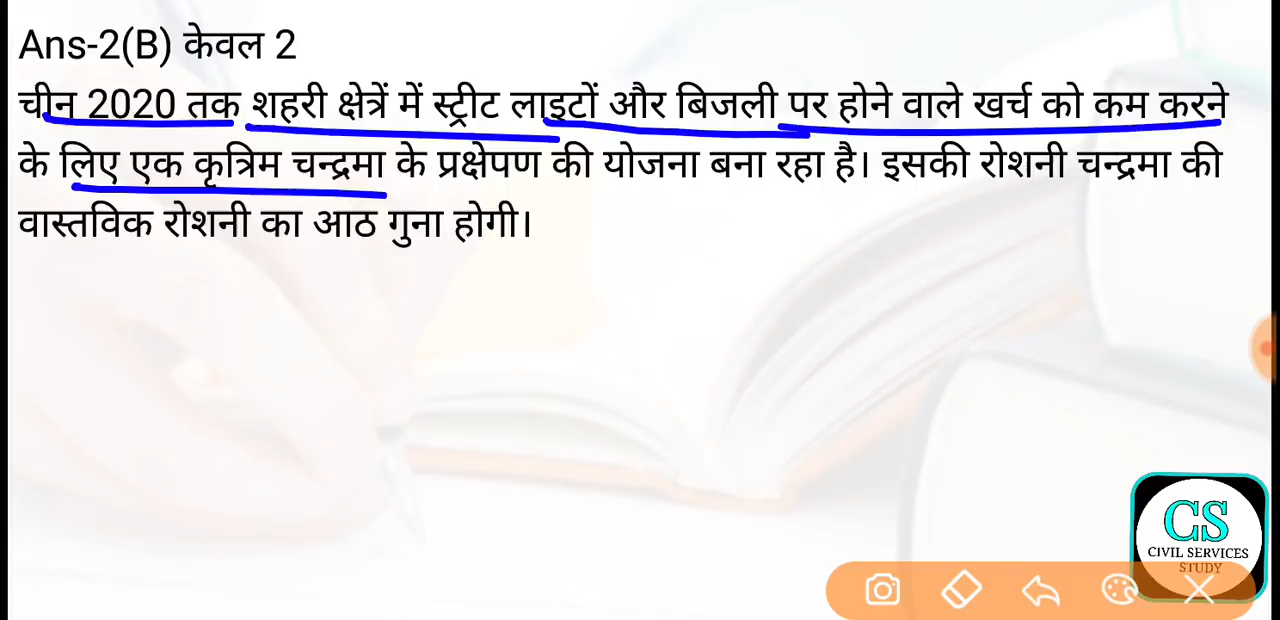 Ans-2(B) केवल 2
चीन 2020 तक शहरी क्षेत्रें में स्ट्रीट लाइटों और बिजली पर होने वाले खर्च को कम करने
के लिए एक कृत्रिम चन्द्रमा के प्रक्षेपण की योजना बना रहा है। इसकी रोशनी चन्द्रमा की
वास्तविक रोशनी का आठ गुना होगी।
CS
CIVIL SERVICES
STUDY